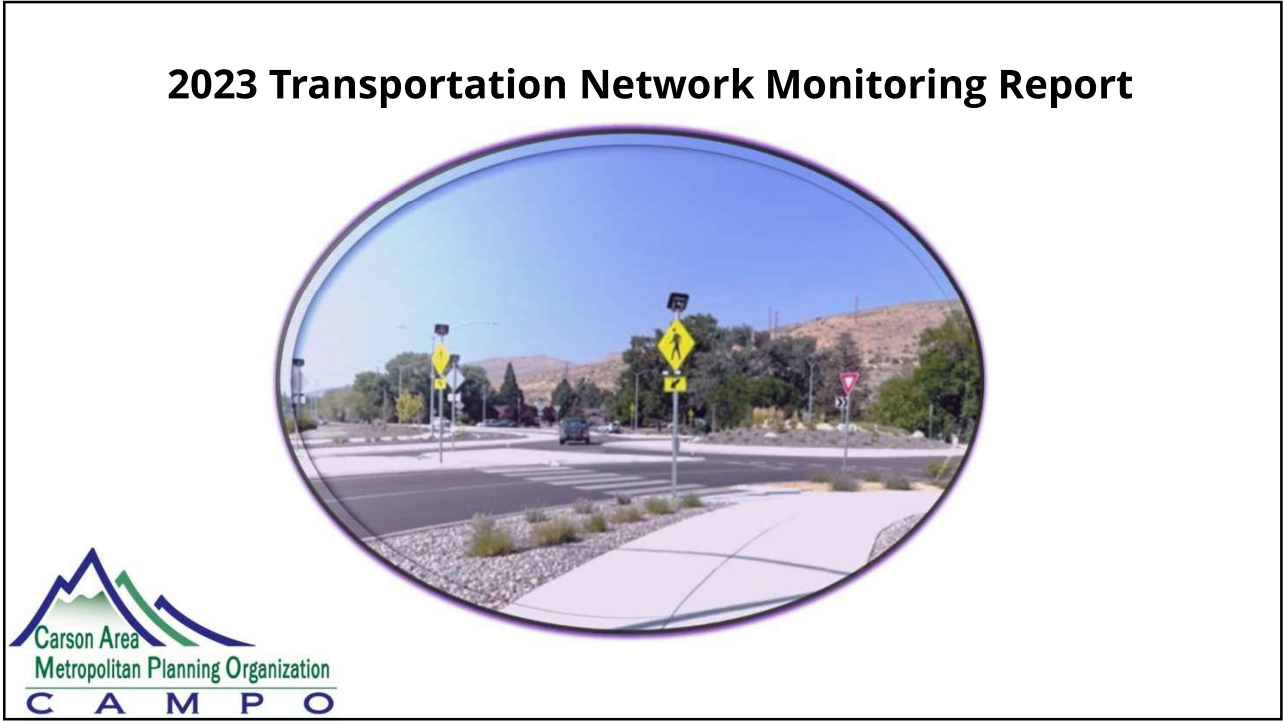 2023 Transportation Network Monitoring Report
Carson Area
Metropolitan Planning Organization
C A M P O